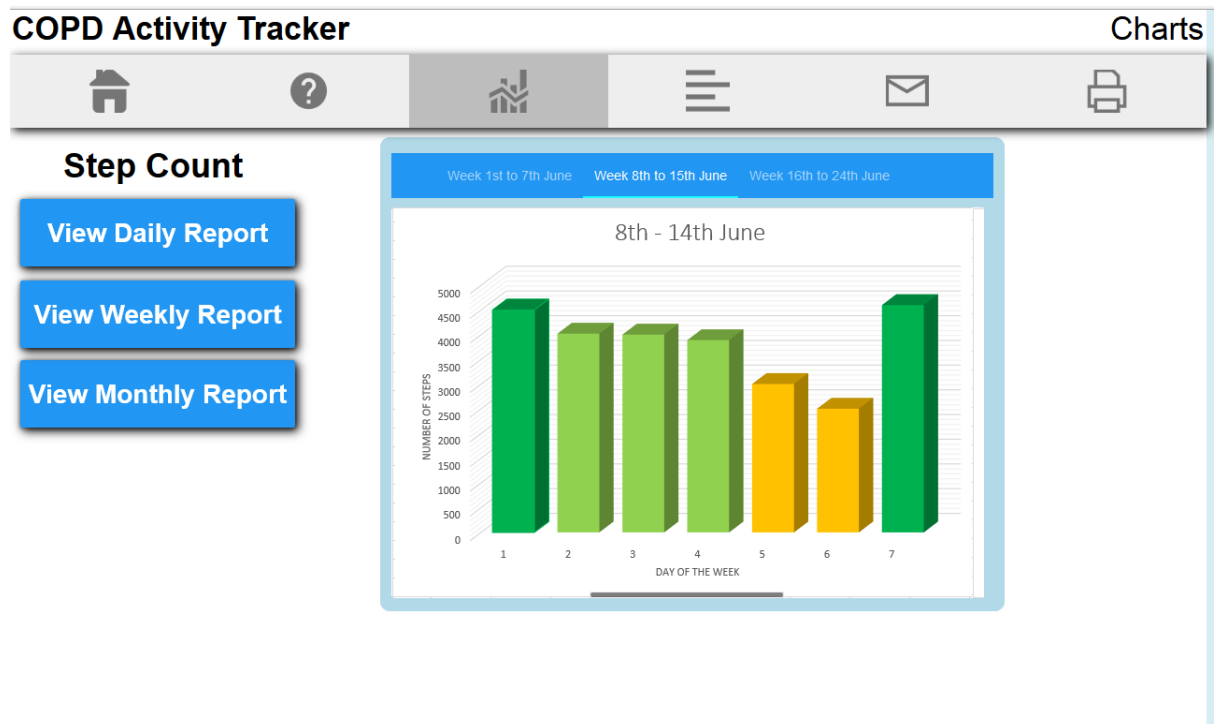 COPD Activity Tracker
Charts
Step Count
View Daily Report
View Weekly Report
View Monthly Report
Week 1st to 7th June
Week 8th to 15th June
Week 16th to 24th June
8th - 14th June
NUMBER OF STEPS
5000
4500
4000
3500
3000
2500
2000
1500
1000
500
0
1 2 3 4 5 6 7
DAY OF THE WEEK